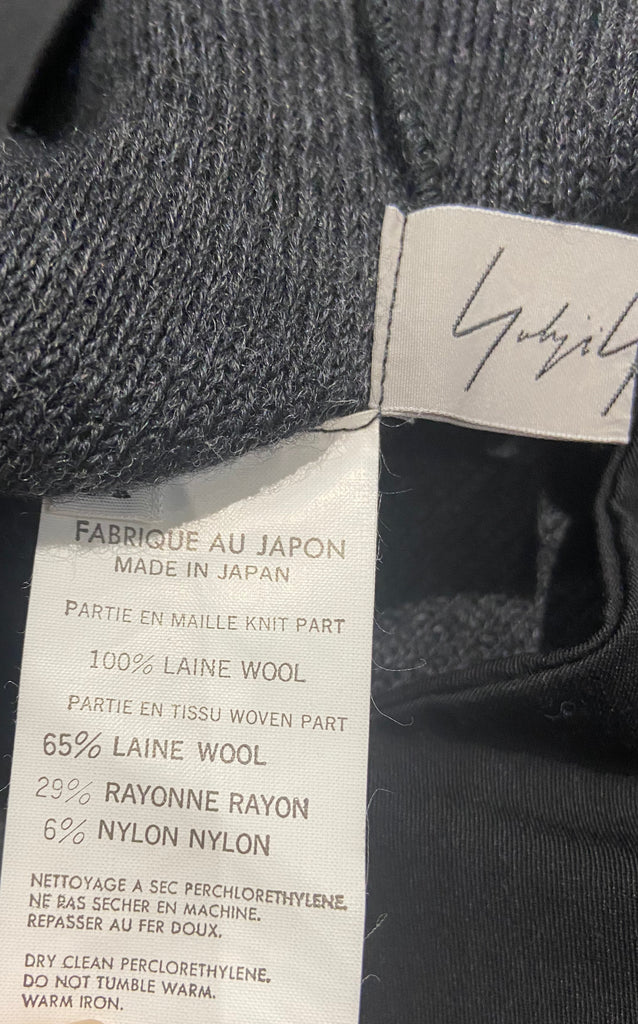 Yohji Y
4
FABRIQUE AU JAPON
MADE IN JAPAN
PARTIE EN MAILLE KNIT PART
100% LAINE WOOL
PARTIE EN TISSU WOVEN PART
65% LAINE WOOL
29% RAYONNE RAYON
6% NYLON NYLON
NETTOYAGE A SEC PERCHLORETHYLENE.
NE PAS SECHER EN MACHINE.
REPASSER AU FER DOUX.
DRY CLEAN PERCLORETHYLENE.
DO NOT TUMBLE WARM.
WARM IRON.